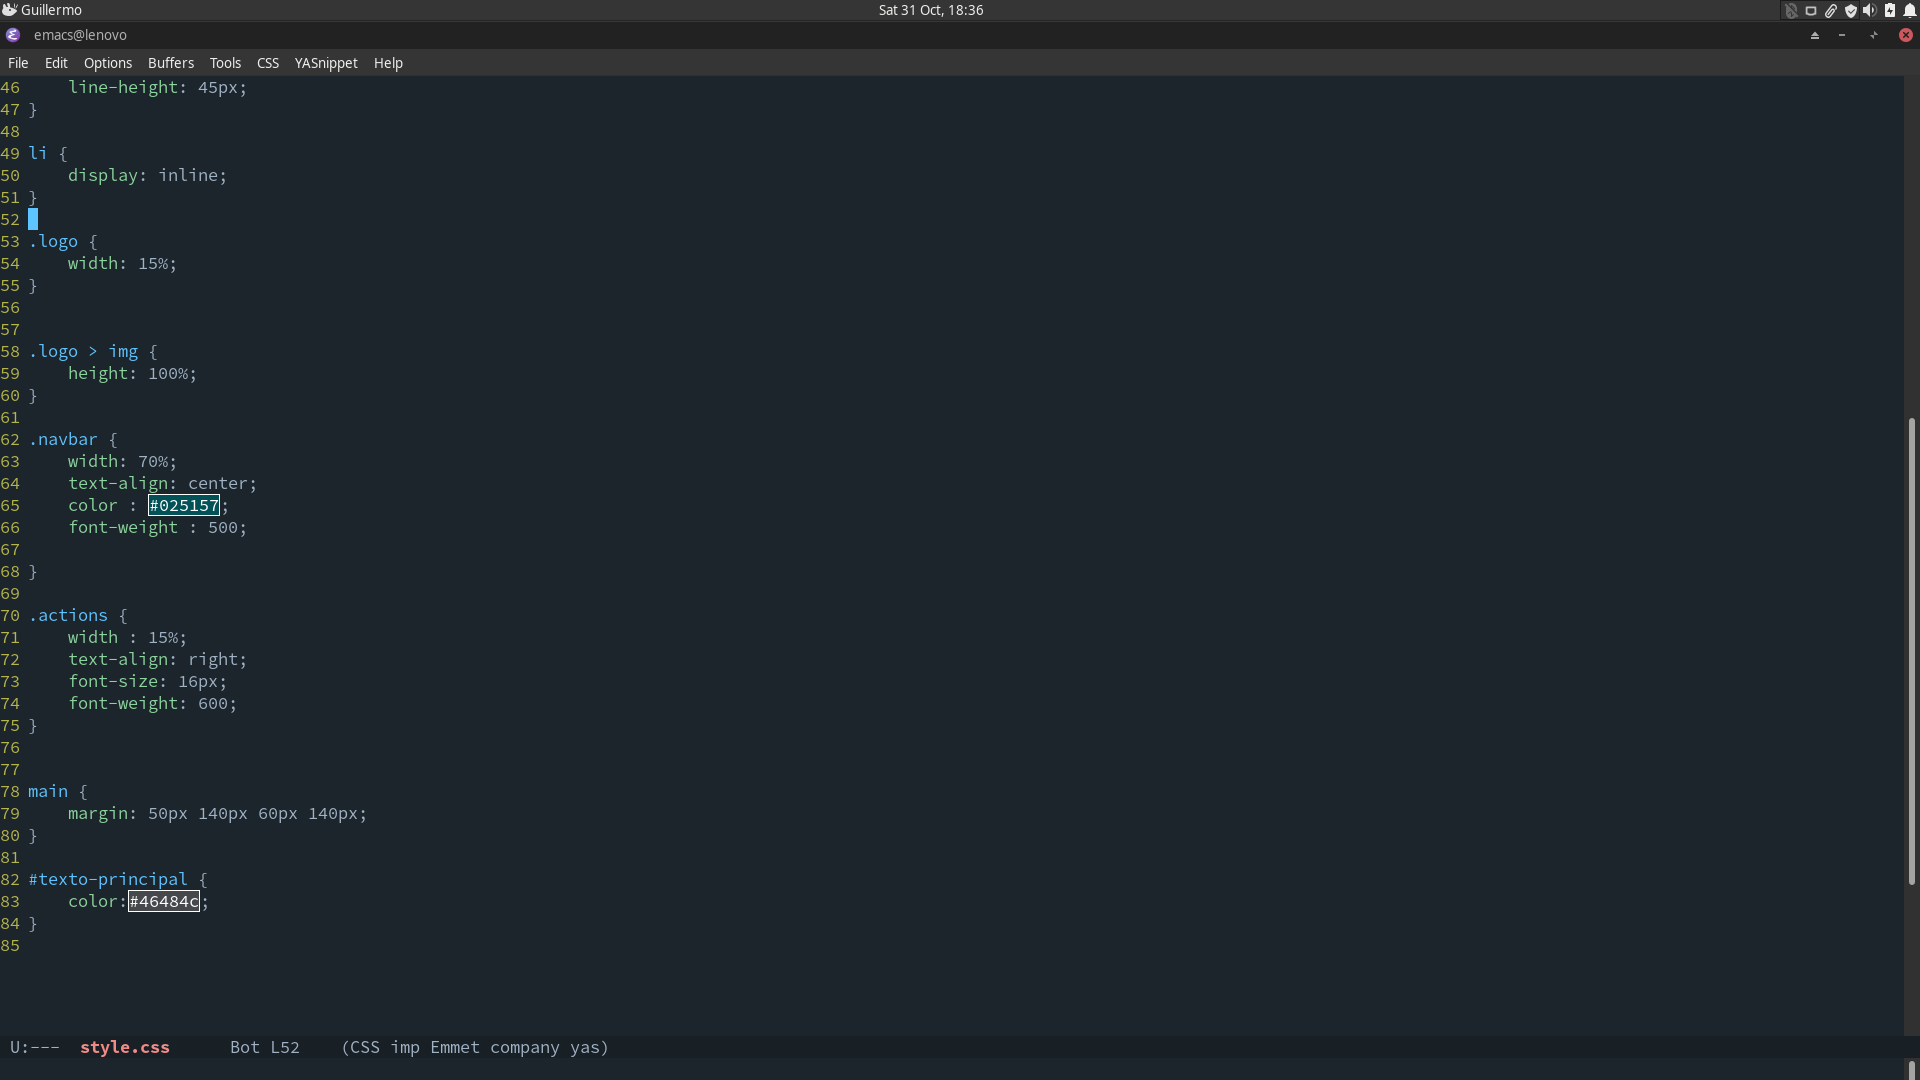 Guillermo
Sat 31 Oct, 18:36
emacs@lenovo
File Edit Options Buffers Tools CSS YASnippet Help
46     line-height: 45px;
47 }
48
49 li {
50     display: inline;
51 }
52
53 .logo {
54     width: 15%;
55 }
56
57
58 .logo > img {
59     height: 100%;
60 }
61
62 .navbar {
63     width: 70%;
64     text-align: center;
65     color : #025157;
66     font-weight : 500;
67
68 }
69
70 .actions {
71     width : 15%;
72     text-align: right;
73     font-size: 16px;
74     font-weight: 600;
75 }
76
77
78 main {
79     margin: 50px 140px 60px 140px;
80 }
81
82 #texto-principal {
83     color:#46484c;
84 }
85
U:---  style.css      Bot L52    (CSS imp Emmet company yas)